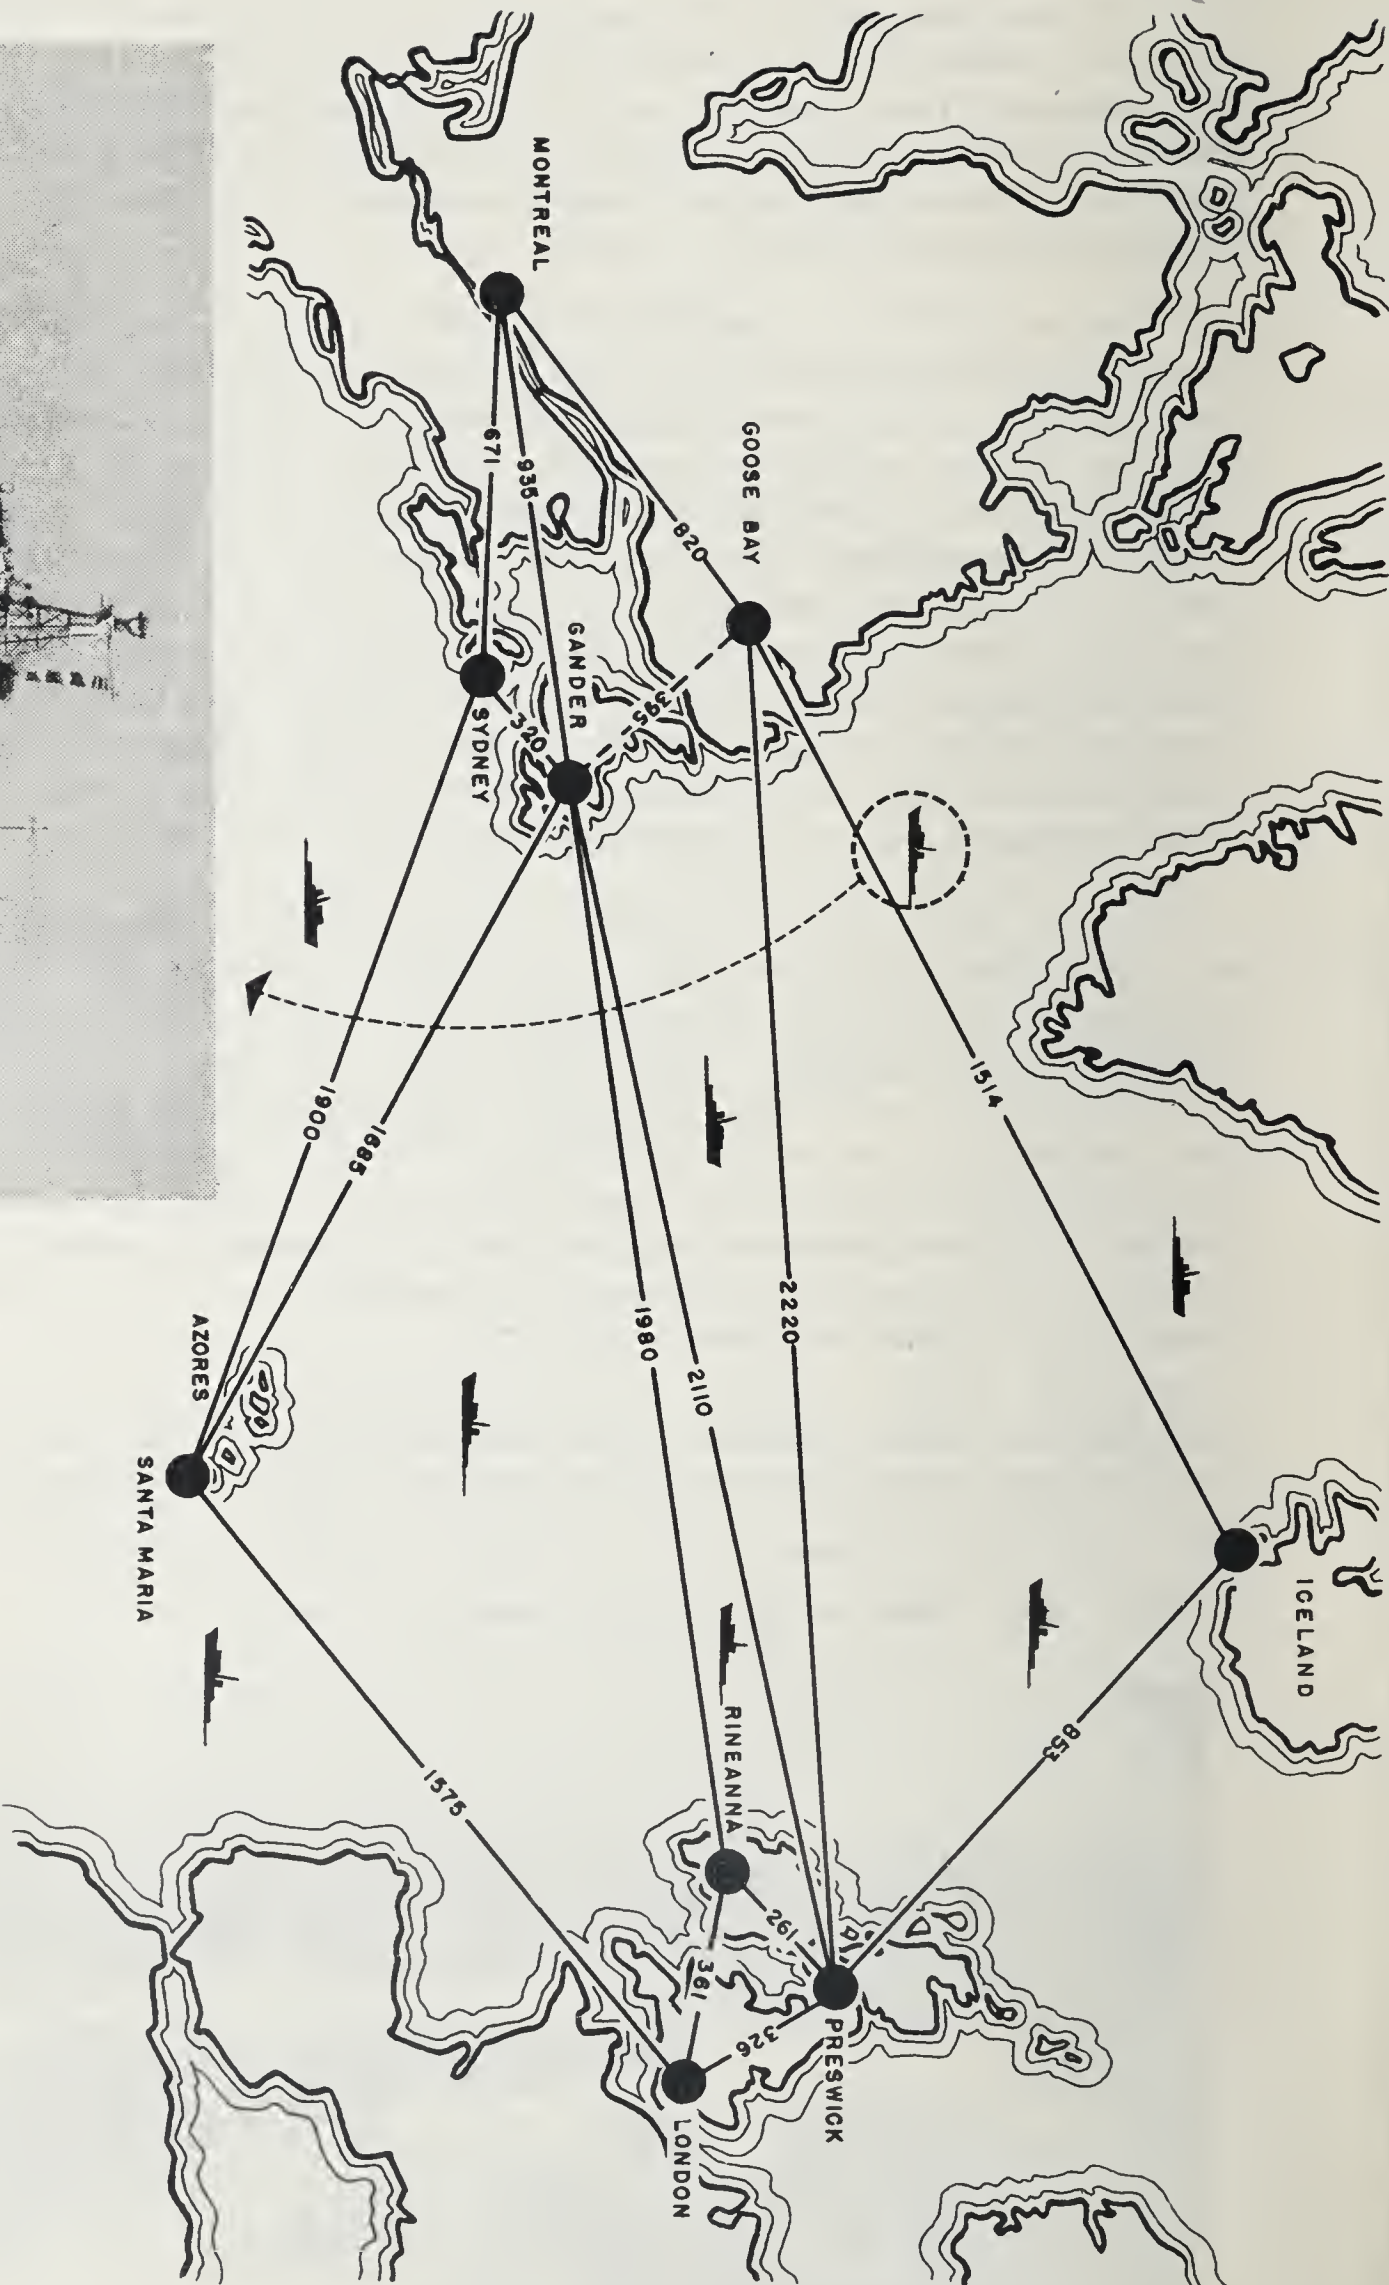 ICELAND
1514
853
GOOSE BAY
820
2220
PRESWICK
MONTREAL
395
2110
RINEANNA
261
326
GANDER
935
1980
361
LONDON
671
320
SYDNEY
1685
1575
1900
AZORES
SANTA MARIA